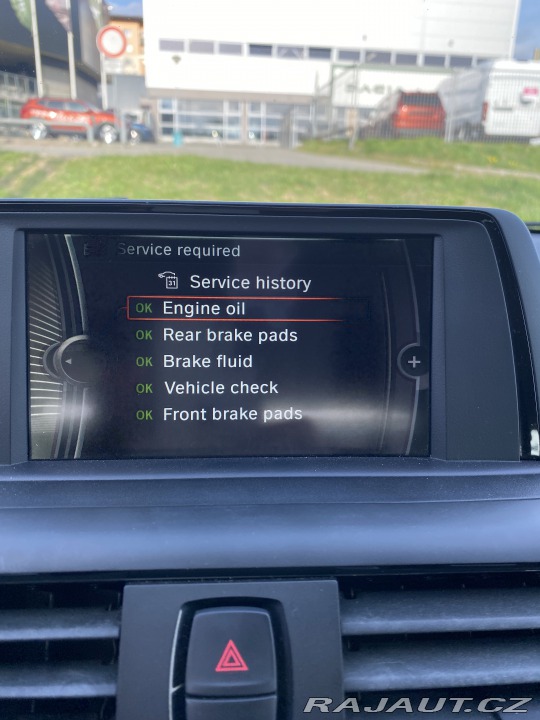 Service required
31 Service history
OK Engine oil
OK Rear brake pads
OK Brake fluid
OK Vehicle check
OK Front brake pads
+
RAJAUT.CZ